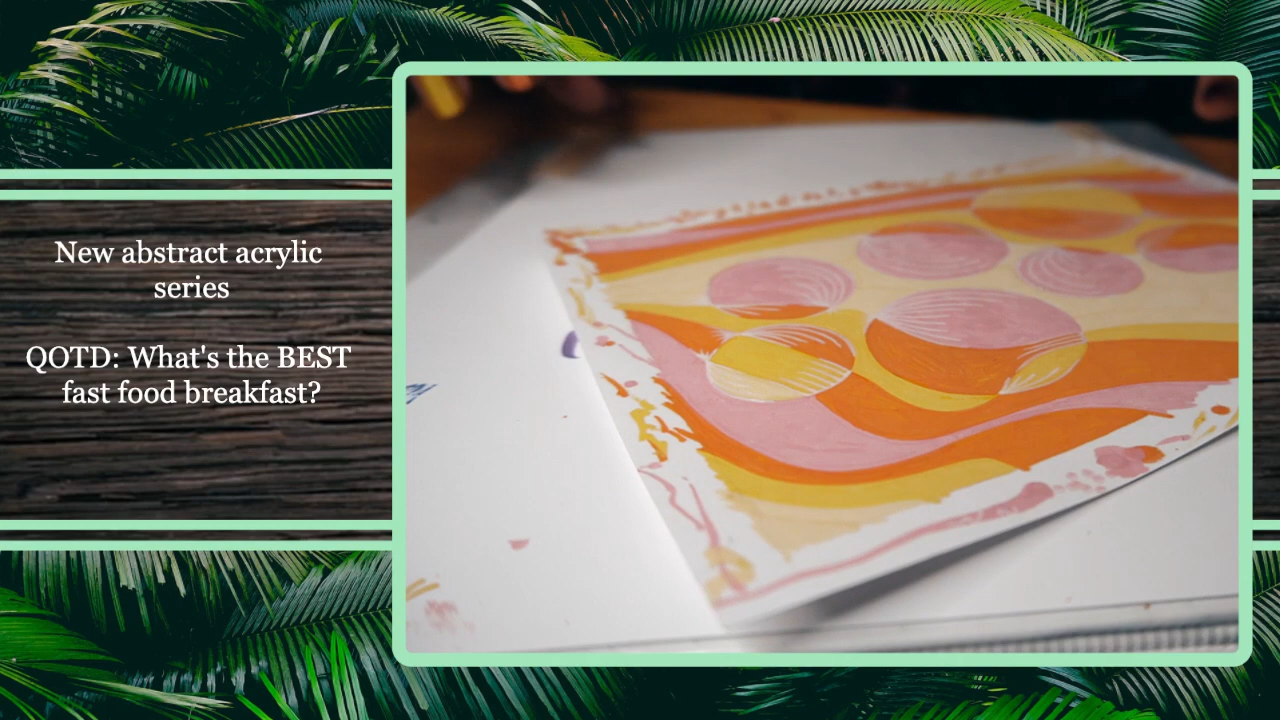 New abstract acrylic
series
QOTD: What's the BEST
fast food breakfast?